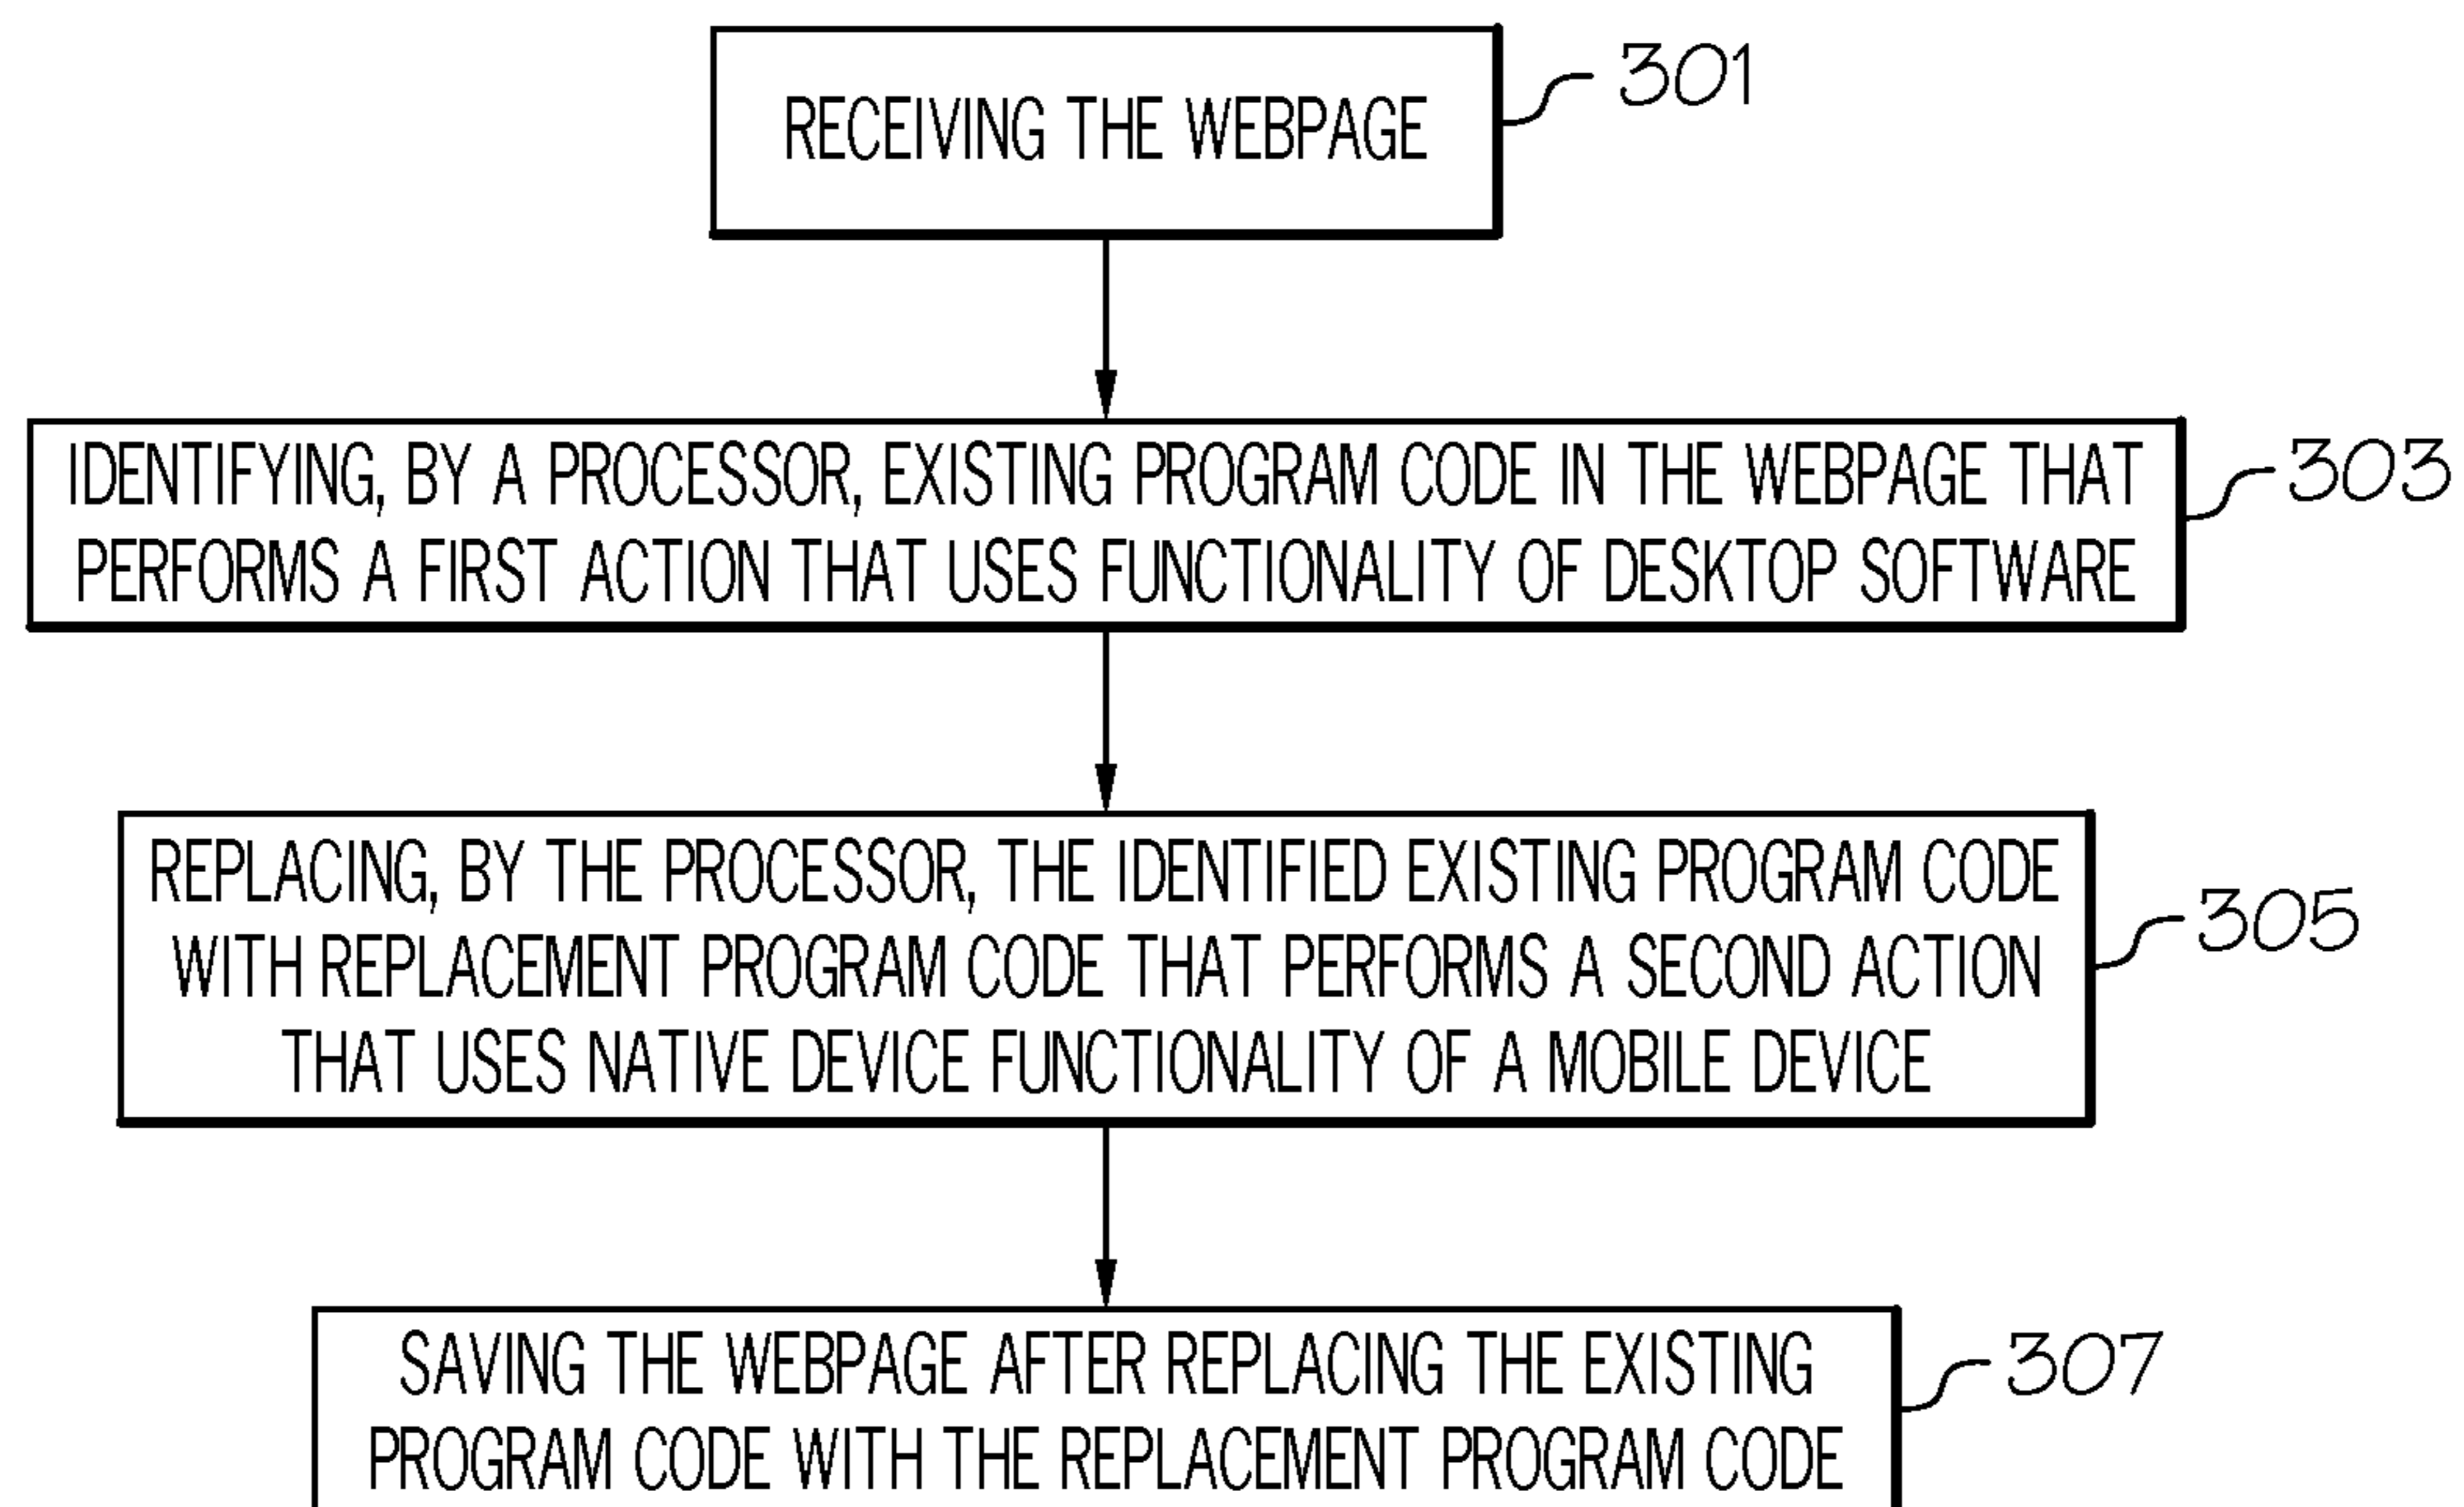 RECEIVING THE WEBPAGE
301
IDENTIFYING, BY A PROCESSOR, EXISTING PROGRAM CODE IN THE WEBPAGE THAT
PERFORMS A FIRST ACTION THAT USES FUNCTIONALITY OF DESKTOP SOFTWARE
303
REPLACING, BY THE PROCESSOR, THE IDENTIFIED EXISTING PROGRAM CODE
WITH REPLACEMENT PROGRAM CODE THAT PERFORMS A SECOND ACTION
THAT USES NATIVE DEVICE FUNCTIONALITY OF A MOBILE DEVICE
305
SAVING THE WEBPAGE AFTER REPLACING THE EXISTING
PROGRAM CODE WITH THE REPLACEMENT PROGRAM CODE
307